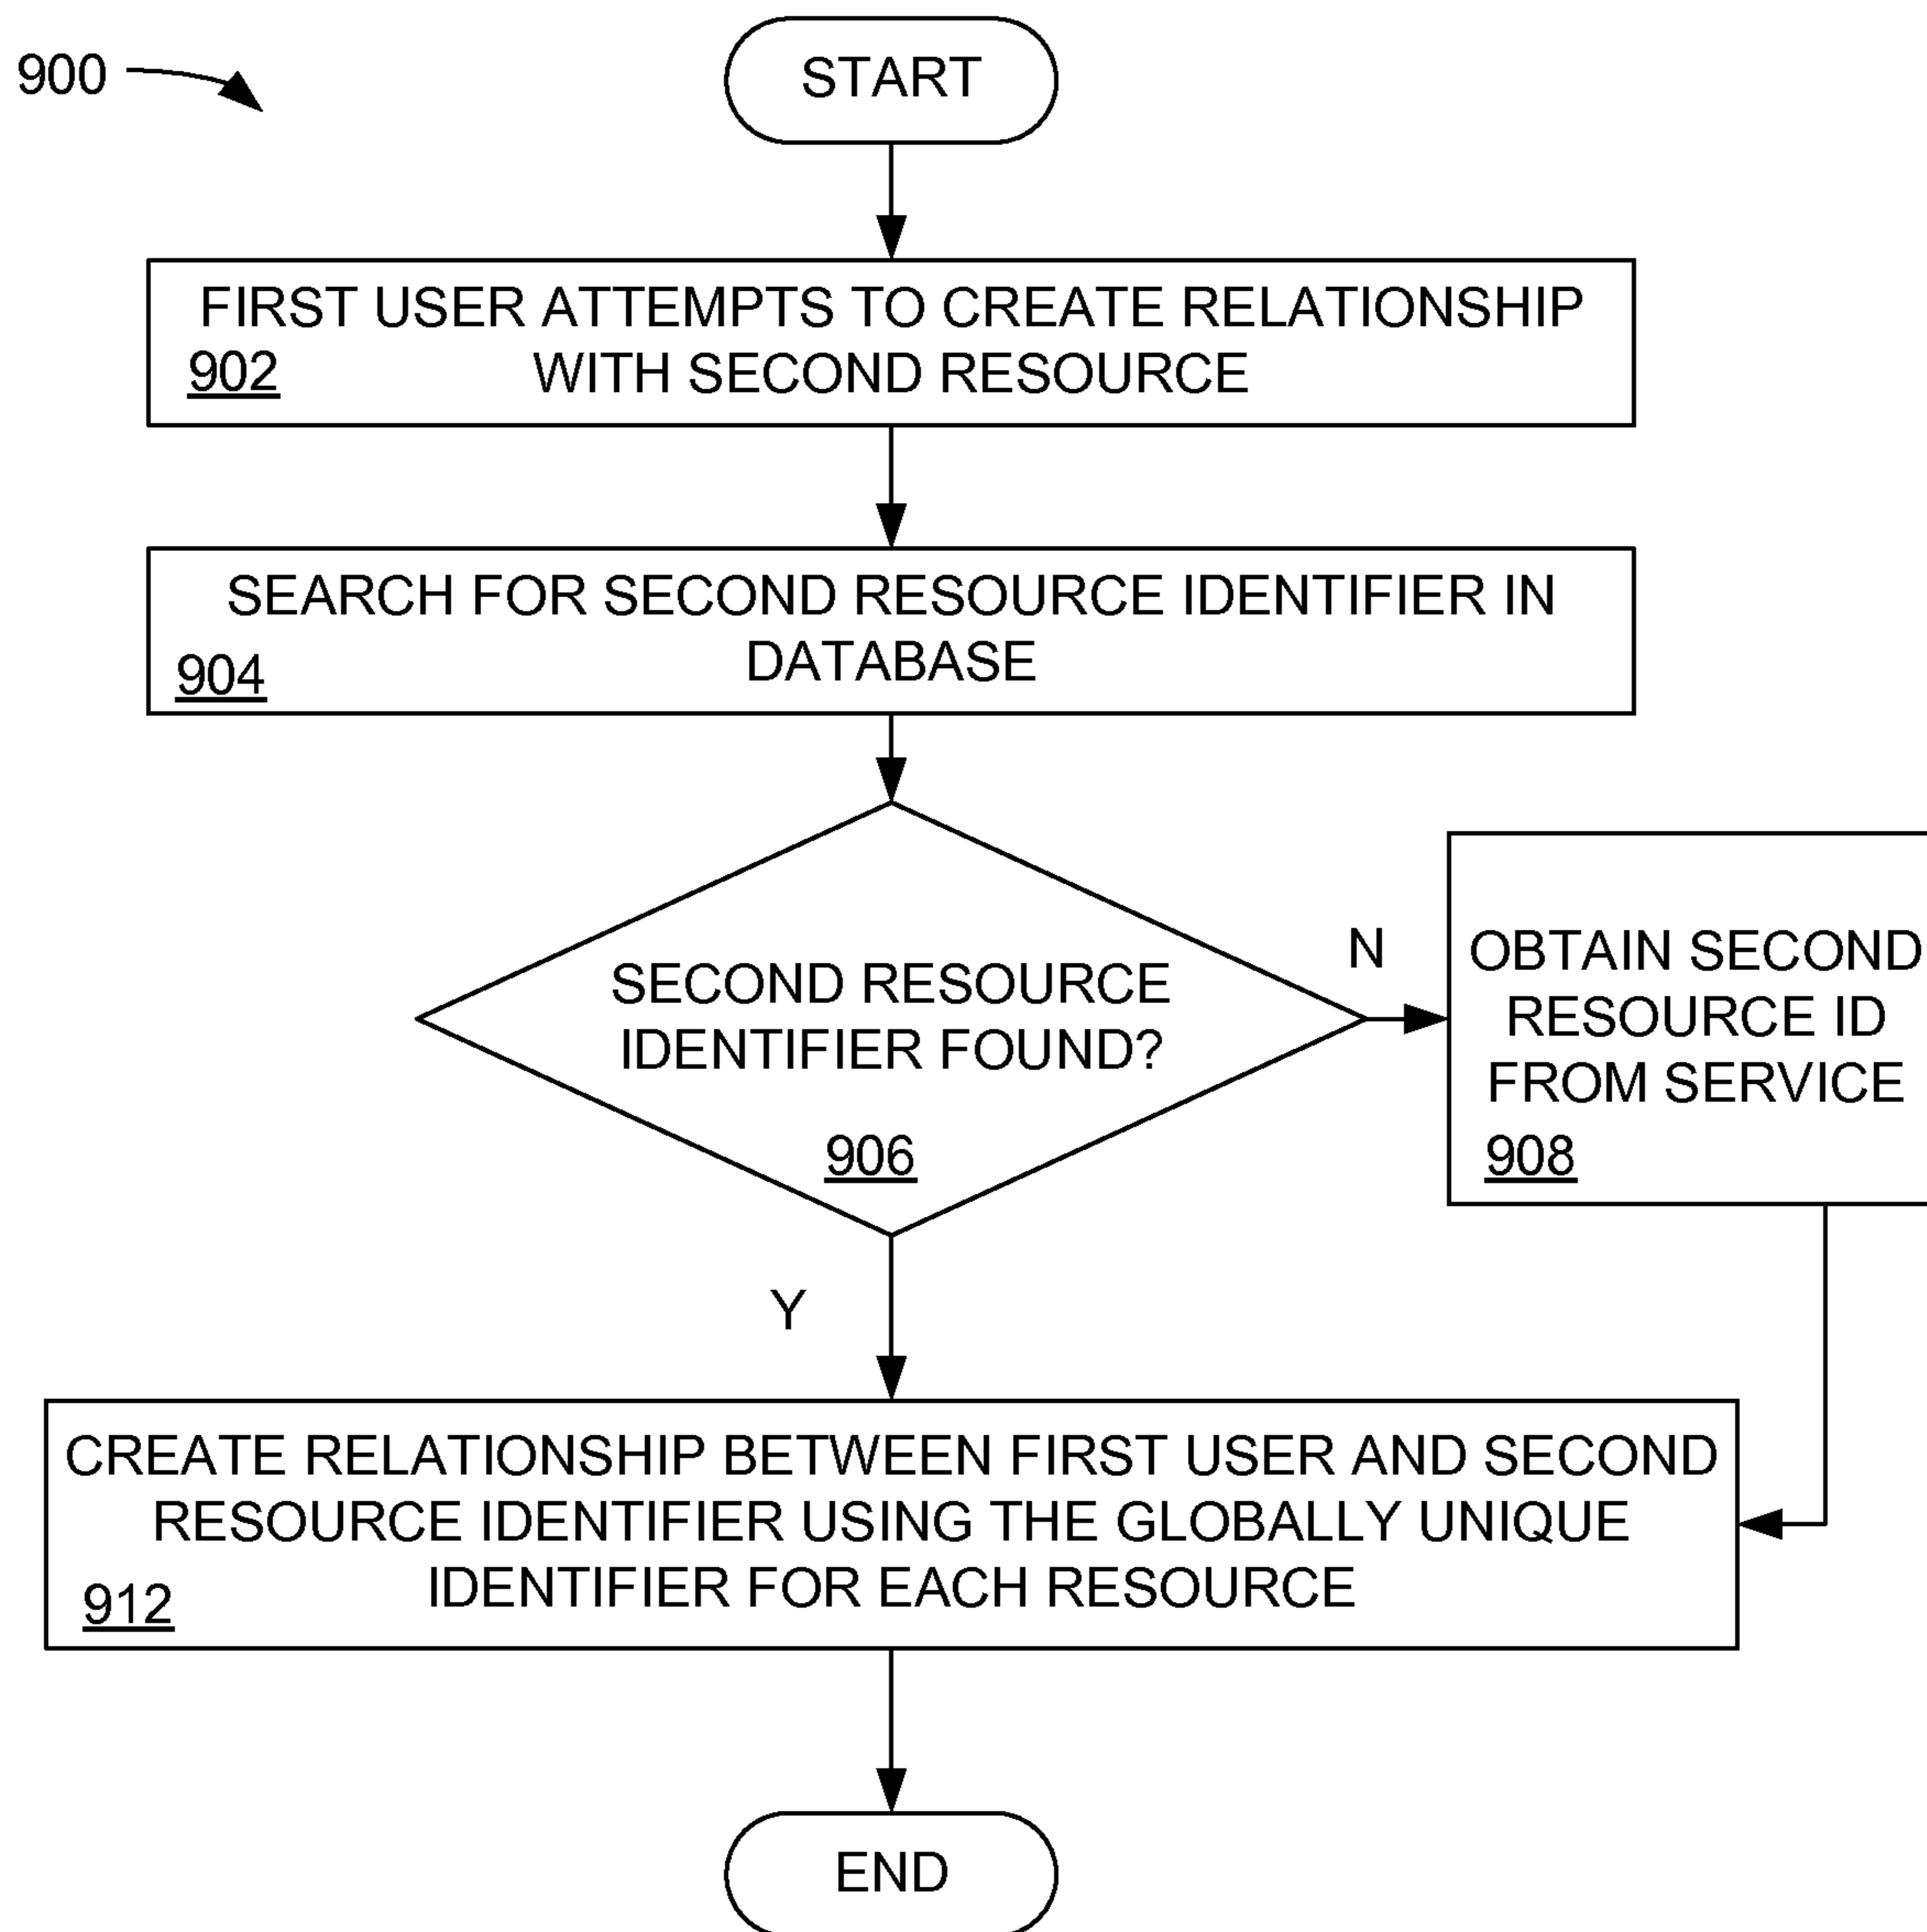 900
START
FIRST USER ATTEMPTS TO CREATE RELATIONSHIP
WITH SECOND RESOURCE
902
SEARCH FOR SECOND RESOURCE IDENTIFIER IN
DATABASE
904
SECOND RESOURCE
IDENTIFIER FOUND?
906
N
OBTAIN SECOND
RESOURCE ID
FROM SERVICE
908
Y
CREATE RELATIONSHIP BETWEEN FIRST USER AND SECOND
RESOURCE IDENTIFIER USING THE GLOBALLY UNIQUE
IDENTIFIER FOR EACH RESOURCE
912
END